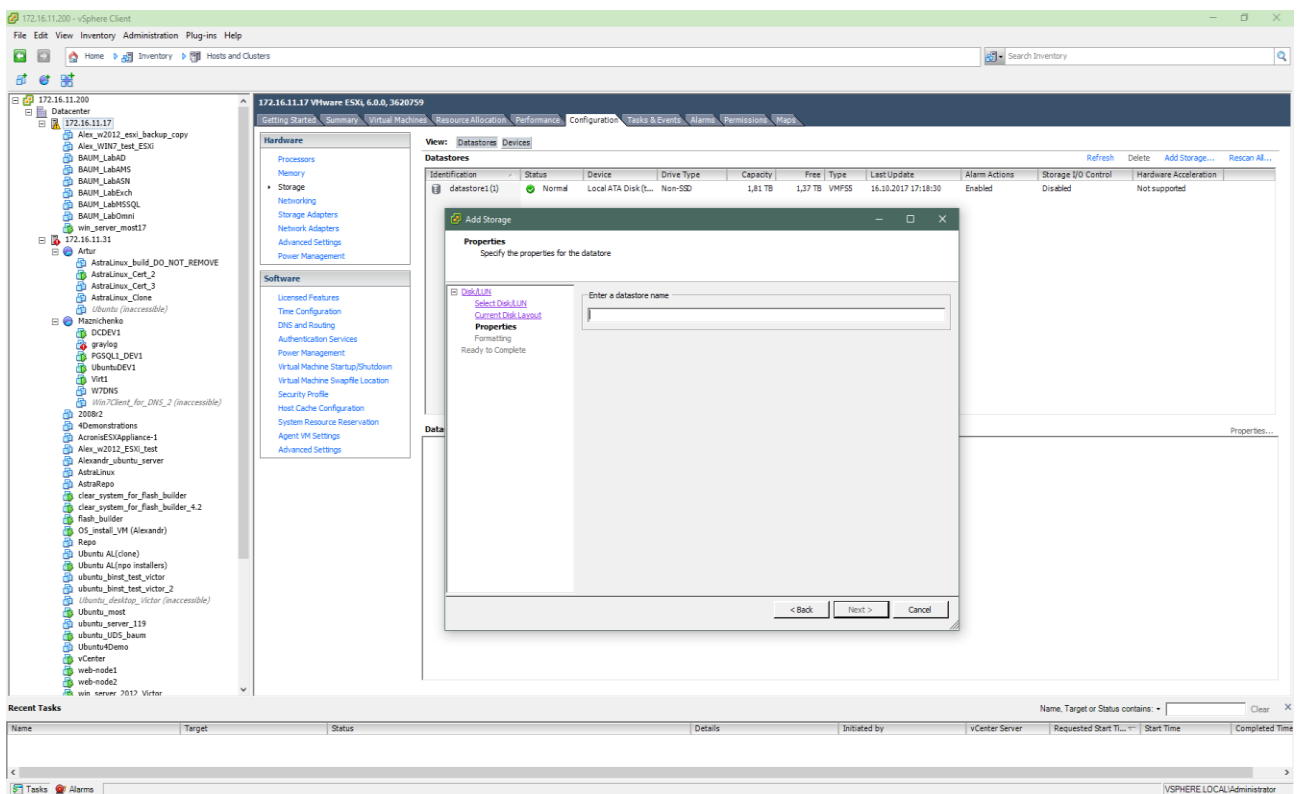 172.16.11.200 - vSphere Client
File Edit View Inventory Administration Plug-ins Help
Home Inventory Hosts and Clusters
Search Inventory
172.16.11.200
Datacenter
172.16.11.17
Alex_w2012_esxi_backup_copy
Alex_WIN7_test_ESXi
BAUM_LabAD
BAUM_LabAMS
BAUM_LabASN
BAUM_LabExch
BAUM_LabMSSQL
BAUM_LabOmni
win_server_most17
172.16.11.31
Artur
AstraLinux_build_DO_NOT_REMOVE
AstraLinux_Cert_2
AstraLinux_Cert_3
AstraLinux_Clone
Ubuntu (inaccessible)
Maznichenko
DCDEV1
graylog
PGSQL1_DEV1
UbuntuDEV1
Virt1
W7DNS
Win7Client_for_DNS_2 (inaccessible)
2008r2
4Demonstrations
AcronisESXAppliance-1
Alex_w2012_ESXi_test
Alexandr_ubuntu_server
AstraLinux
AstraRepo
clear_system_for_flash_builder
clear_system_for_flash_builder_4.2
flash_builder
OS_install_VM (Alexandr)
Repo
Ubuntu AL(clone)
Ubuntu AL(npo installers)
ubuntu_binst_test_victor
ubuntu_binst_test_victor_2
Ubuntu_desktop_Victor (inaccessible)
Ubuntu_most
ubuntu_server_119
ubuntu_UDS_baum
Ubuntu4Demo
vCenter
web-node1
web-node2
win_server_2012_Victor
172.16.11.17 VMware ESXi, 6.0.0, 3620759
Getting Started Summary Virtual Machines Resource Allocation Performance Configuration Tasks & Events Alarms Permissions Maps
Hardware
Processors
Memory
Storage
Networking
Storage Adapters
Network Adapters
Advanced Settings
Power Management
Software
Licensed Features
Time Configuration
DNS and Routing
Authentication Services
Power Management
Virtual Machine Startup/Shutdown
Virtual Machine Swapfile Location
Security Profile
Host Cache Configuration
System Resource Reservation
Agent VM Settings
Advanced Settings
View: Datastores Devices
Datastores
Refresh Delete Add Storage... Rescan All...
Identification Status Device Drive Type Capacity Free Type Last Update Alarm Actions Storage I/O Control Hardware Acceleration
datastore1 (1) Normal Local ATA Disk (t... Non-SSD 1,81 TB 1,37 TB VMFS5 16.10.2017 17:18:30 Enabled Disabled Not supported
Data
Properties...
Add Storage
Properties
Specify the properties for the datatore
Disk/LUN
Select Disk/LUN
Current Disk Layout
Properties
Formatting
Ready to Complete
Enter a datastore name
< Back Next > Cancel
Recent Tasks
Name, Target or Status contains: Clear
Name Target Status Details Initiated by vCenter Server Requested Start Ti... Start Time Completed Time
Tasks Alarms
VSPHERE.LOCAL\Administrator